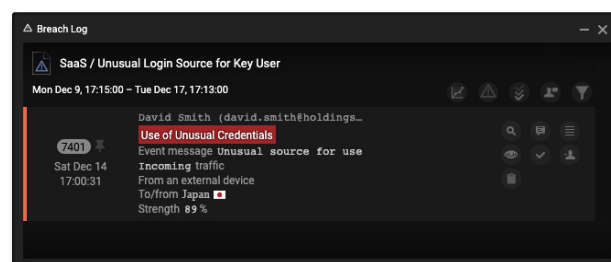 Breach Log
SaaS / Unusual Login Source for Key User
Mon Dec 9, 17:15:00 – Tue Dec 17, 17:13:00
David Smith (david.smith@holdings…
Use of Unusual Credentials
7401
Event message Unusual source for use
Sat Dec 14
Incoming traffic
17:00:31
From an external device
To/from Japan
Strength 89 %